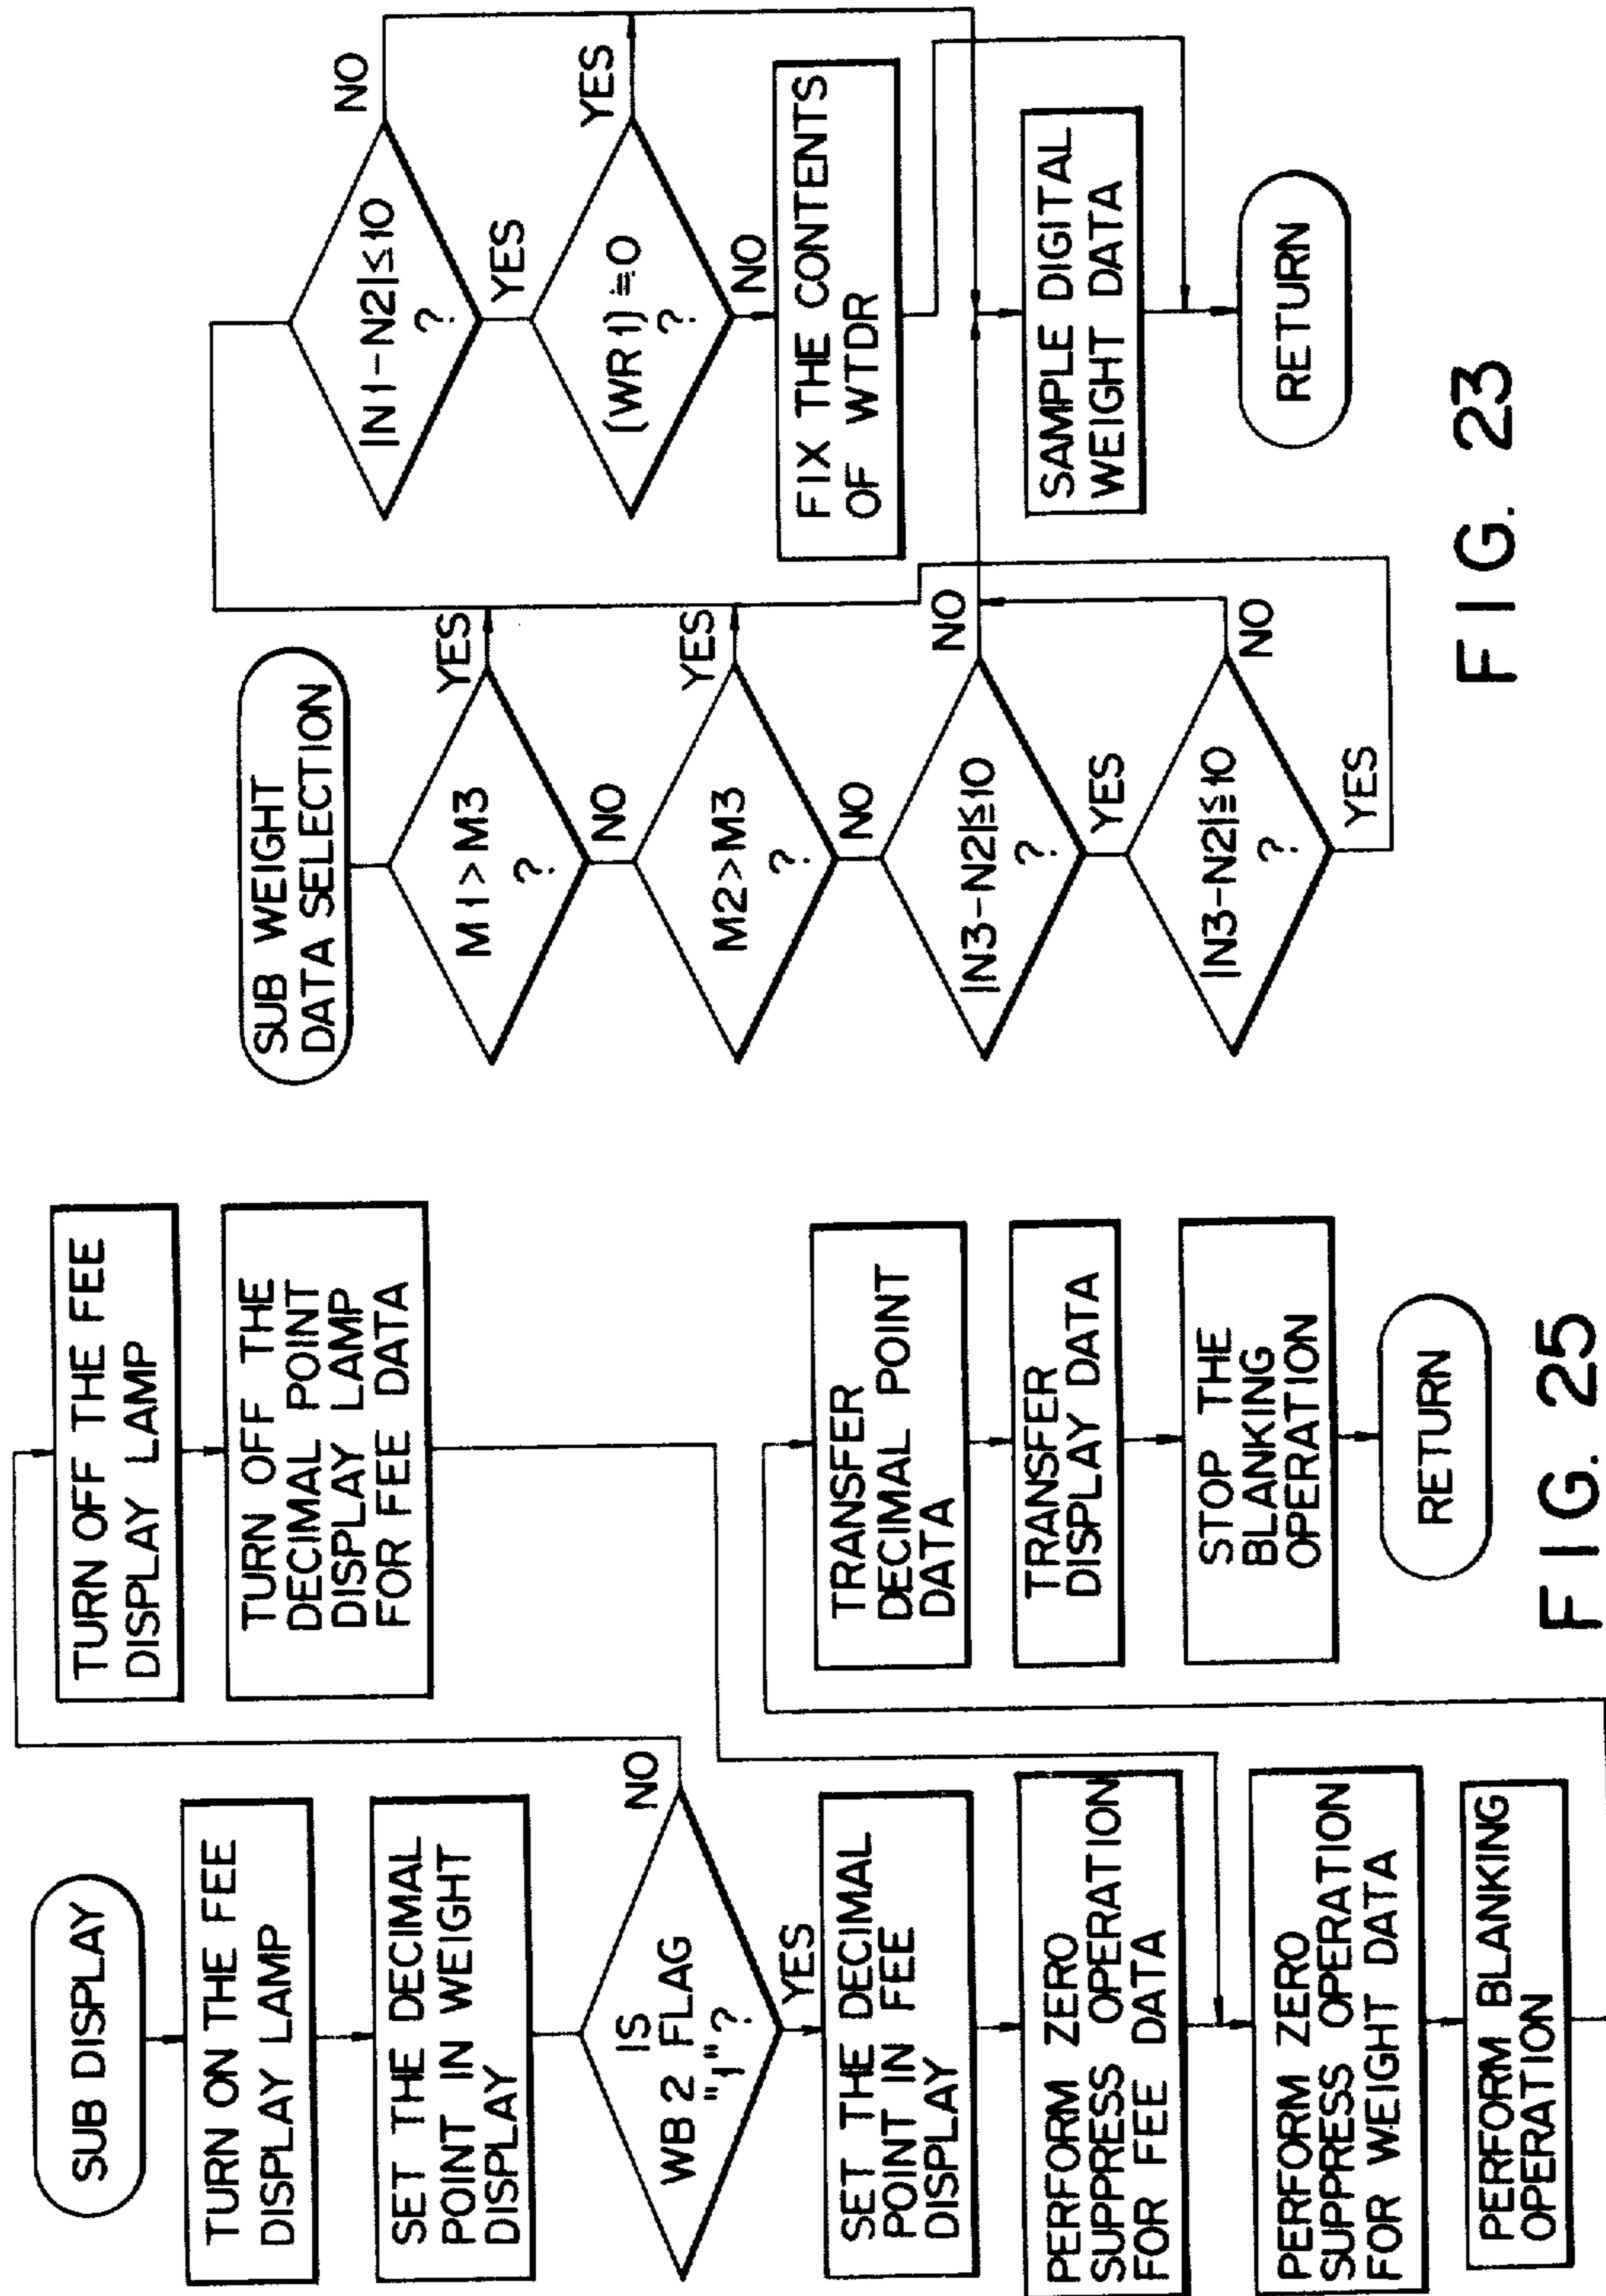 SUB DISPLAY
TURN ON THE FEE
DISPLAY LAMP
SET THE DECIMAL
POINT IN WEIGHT
DISPLAY
IS
WB 2 FLAG
"1" ?
NO
YES
SET THE DECIMAL
POINT IN FEE
DISPLAY
PERFORM ZERO
SUPPRESS OPERATION
FOR FEE DATA
PERFORM ZERO
SUPPRESS OPERATION
FOR WEIGHT DATA
PERFORM BLANKING
OPERATION
TURN OFF THE FEE
DISPLAY LAMP
TURN OFF THE
DECIMAL POINT
DISPLAY LAMP
FOR FEE DATA
TRANSFER
DECIMAL POINT
DATA
TRANSFER
DISPLAY DATA
STOP THE
BLANKING
OPERATION
RETURN
FIG. 25
SUB WEIGHT
DATA SELECTION
M1>M3
?
YES
NO
M2>M3
?
YES
NO
|N3-N2|≦10
?
NO
YES
|N3-N2|≦10
?
NO
YES
|N1-N2|≤10
?
NO
YES
(WR1)≒0
?
YES
NO
FIX THE CONTENTS
OF WTDR
SAMPLE DIGITAL
WEIGHT DATA
RETURN
FIG. 23